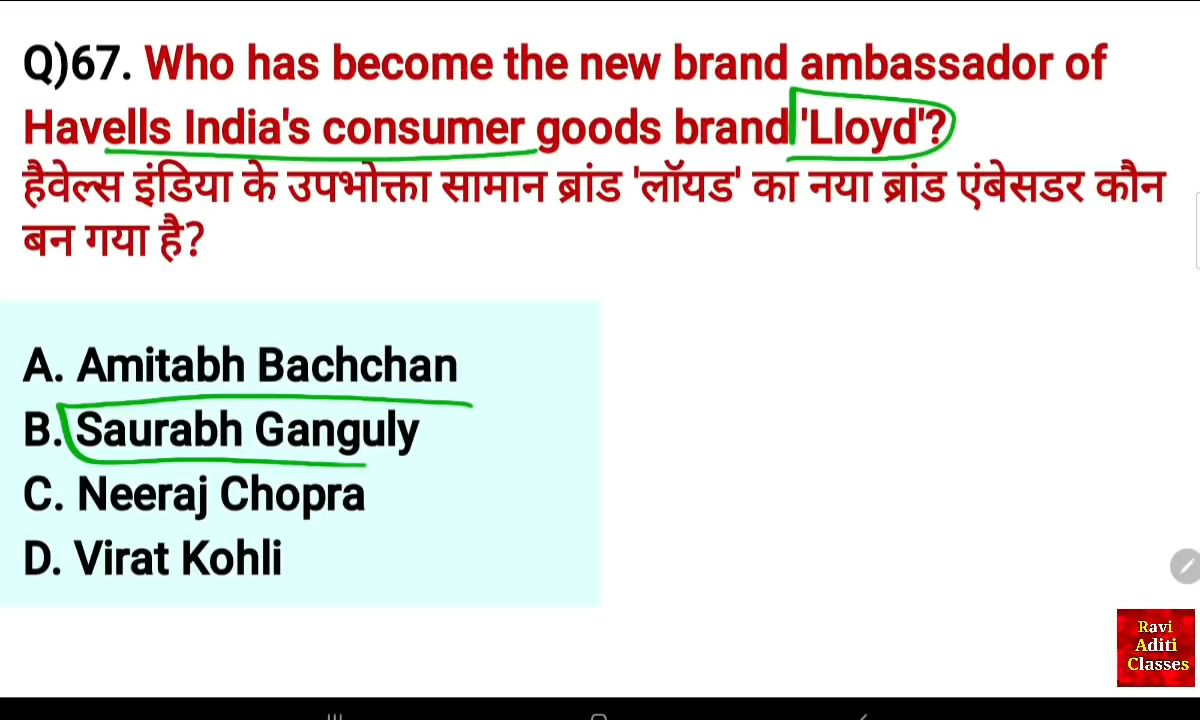 Q)67. Who has become the new brand ambassador of
Havells India's consumer goods brand 'Lloyd'?
हैवेल्स इंडिया के उपभोक्ता सामान ब्रांड 'लॉयड' का नया ब्रांड एंबेसडर कौन
बन गया है?
A. Amitabh Bachchan
B. Saurabh Ganguly
C. Neeraj Chopra
D. Virat Kohli
Ravi
Aditi
Classes